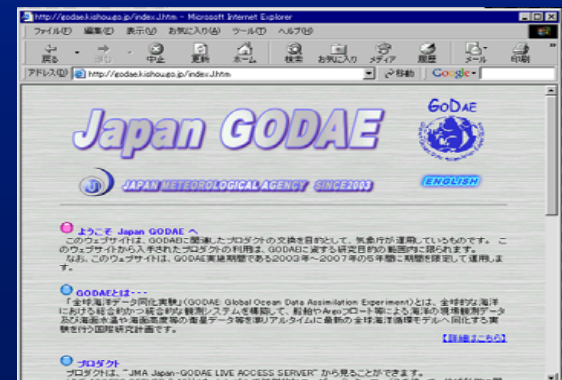 http://godae.kishou.go.jp/indexJ.htm - Microsoft Internet Explorer
ファイル(F) 編集(E) 表示(V) お気に入り(A) ツール(T) ヘルプ(H)
戻る 進む 中止 更新 ホーム 検索 お気に入り メディア 履歴 メール 印刷
アドレス(D) http://godae.kishou.go.jp/indexJ.htm 移動 Google
Japan GODAE
GODAE
JAPAN METEOROLOGICAL AGENCY SINCE2003
ENGLISH
ようこそ Japan GODAE へ
このウェブサイトは、GODAEに関連したプロダクトの交換を目的として、気象庁が運用しているものです。 こ
のウェブサイトから入手されたプロダクトの利用は、GODAEに資する研究目的の範囲内に限られます。
なお、このウェブサイトは、GODAE実施期間である2003年～2007年の5年間に期間を限定して運用しま
す。
GODAEとは・・・
「全球海洋データ同化実験」(GODAE: Global Ocean Data Assimilation Experiment)とは、全球的な海洋
における総合的かつ統合的な観測システムを構築して、船舶やArgoフロート等による海洋の現場観測データ
及び海面水温や海面高度等の衛星データ等を準リアルタイムに最新の全球海洋循環モデルへ同化する実
験を行う国際研究計画です。
【詳細はこちら】
プロダクト
プロダクトは、"JMA Japan-GODAE LIVE ACCESS SERVER" から見ることができます。